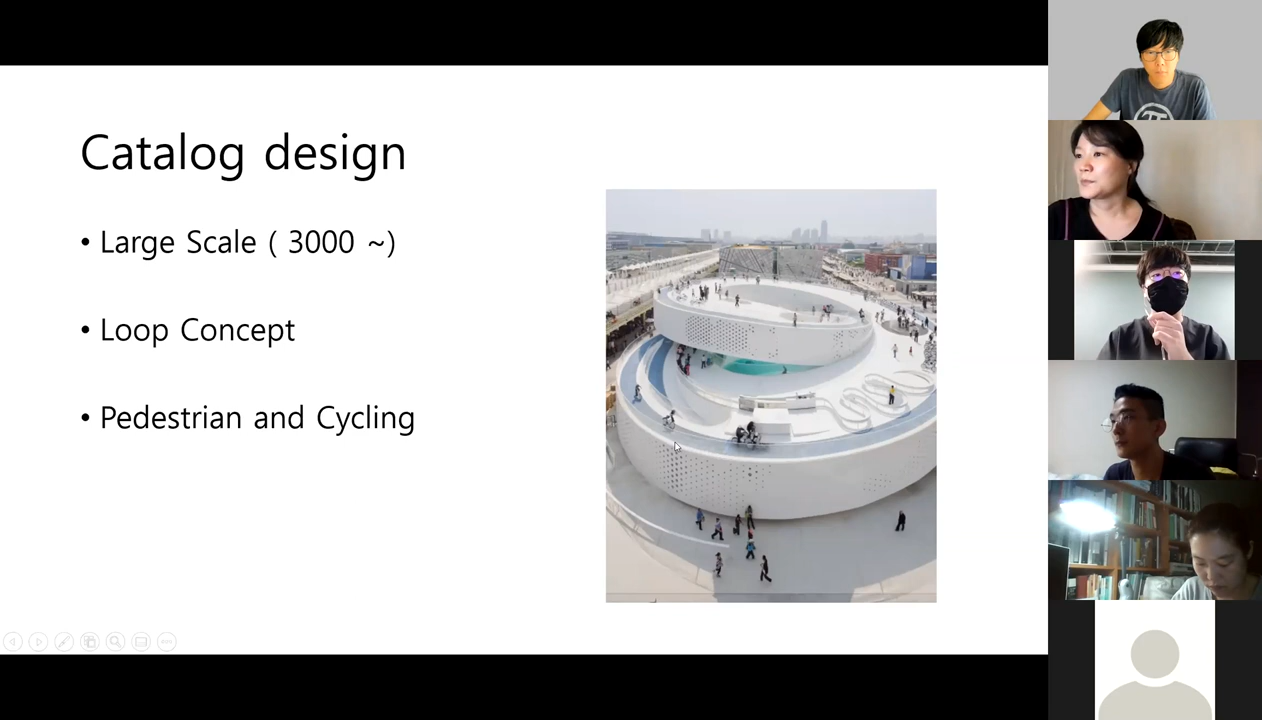 Catalog design
• Large Scale ( 3000 ~)
• Loop Concept
• Pedestrian and Cycling